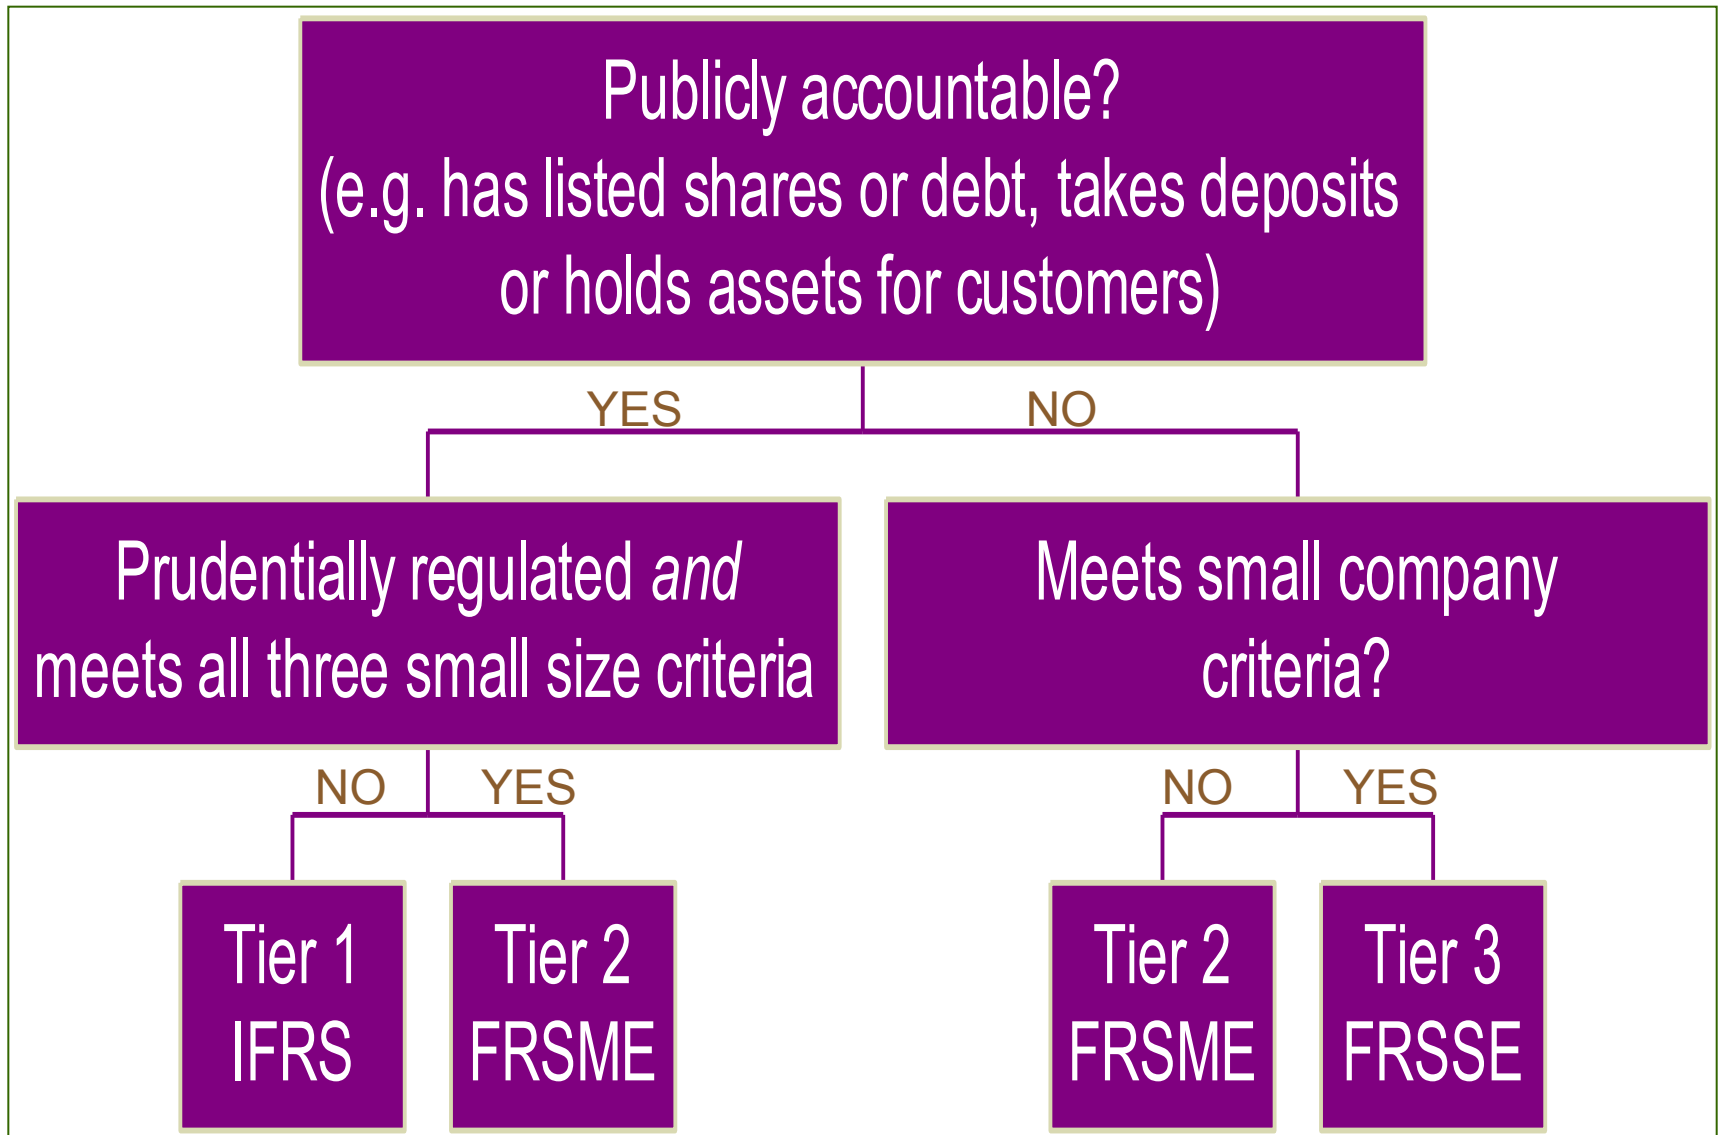 Publicly accountable?
(e.g. has listed shares or debt, takes deposits
or holds assets for customers)
YES
NO
Prudentially regulated and
meets all three small size criteria
Meets small company
criteria?
NO
YES
NO
YES
Tier 1
IFRS
Tier 2
FRSME
Tier 2
FRSME
Tier 3
FRSSE